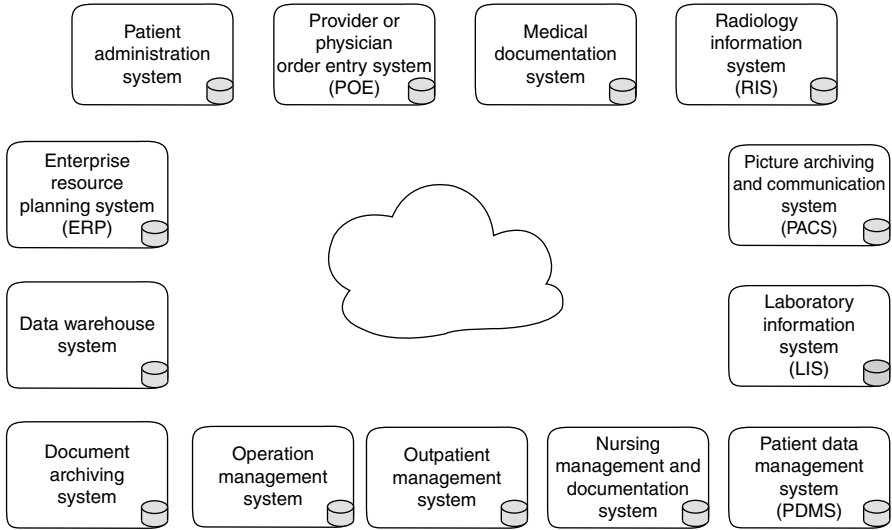 Patient
administration
system
Provider or
physician
order entry system
(POE)
Medical
documentation
system
Radiology
information
system
(RIS)
Enterprise
resource
planning system
(ERP)
Picture archiving
and communication
system
(PACS)
Data warehouse
system
Laboratory
information
system
(LIS)
Document
archiving
system
Operation
management
system
Outpatient
management
system
Nursing
management and
documentation
system
Patient data
management
system
(PDMS)